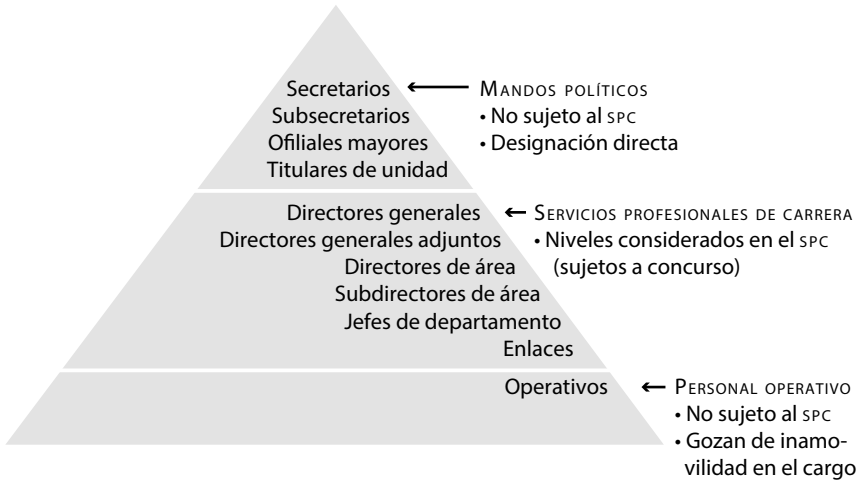 Secretarios
Subsecretarios
Ofiliales mayores
Titulares de unidad
← MANDOS POLÍTICOS
• No sujeto al SPC
• Designación directa
Directores generales
Directores generales adjuntos
Directores de área
Subdirectores de área
Jefes de departamento
Enlaces
← SERVICIOS PROFESIONALES DE CARRERA
• Niveles considerados en el SPC
(sujetos a concurso)
Operativos
← PERSONAL OPERATIVO
• No sujeto al SPC
• Gozan de inamo-
vilidad en el cargo